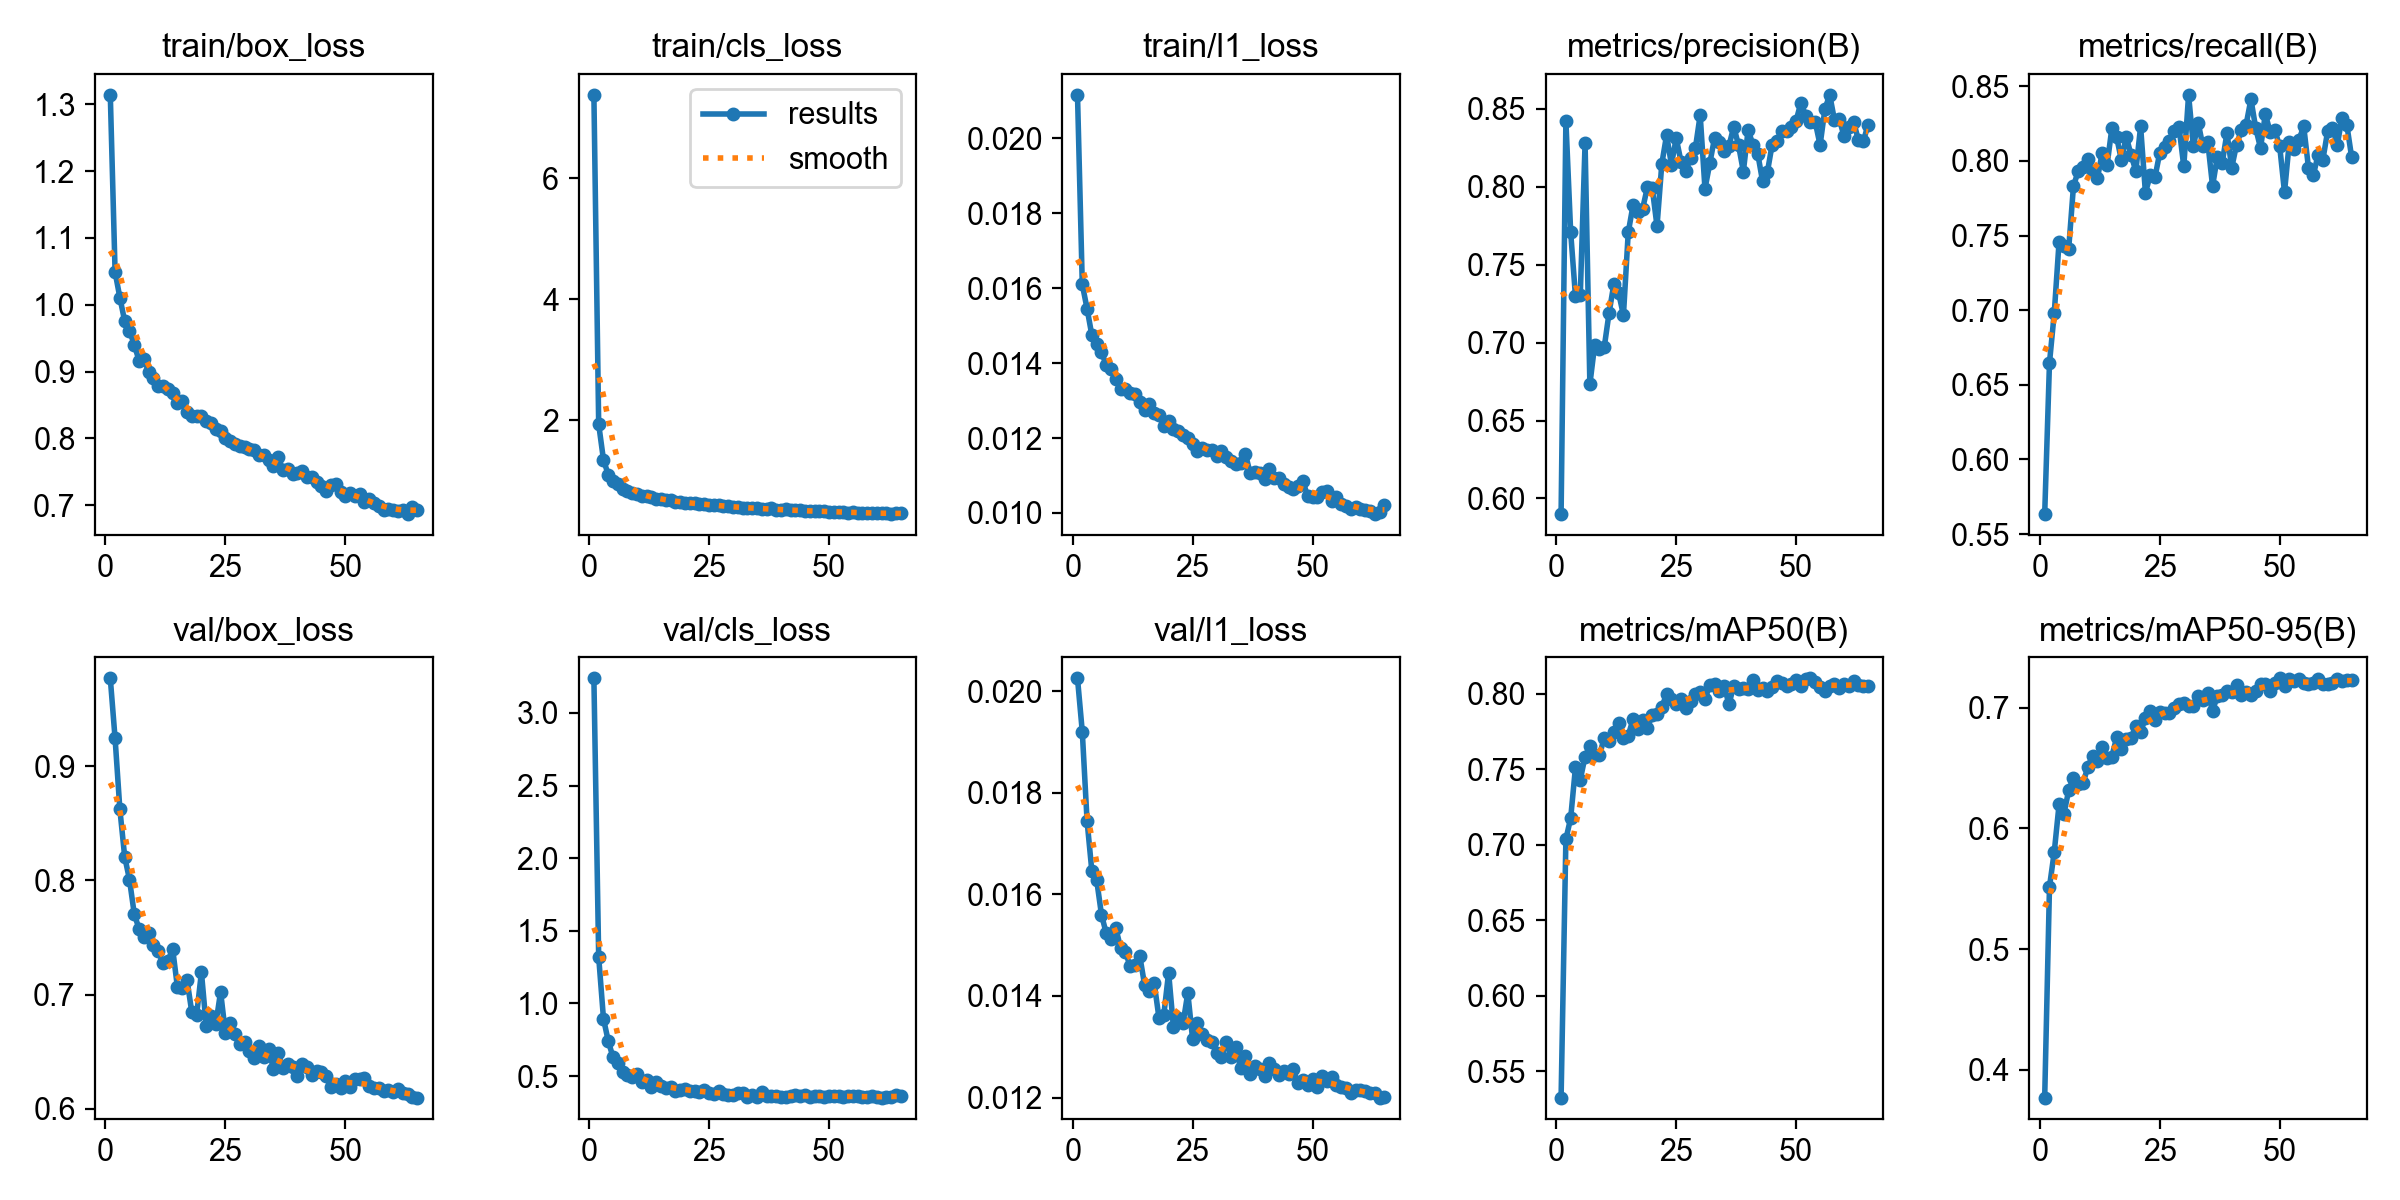 train/box_loss
1.3
1.2
1.1
1.0
0.9
0.8
0.7
0 25 50
train/cls_loss
results
smooth
6
4
2
0 25 50
train/l1_loss
0.020
0.018
0.016
0.014
0.012
0.010
0 25 50
metrics/precision(B)
0.85
0.80
0.75
0.70
0.65
0.60
0 25 50
metrics/recall(B)
0.85
0.80
0.75
0.70
0.65
0.60
0.55
0 25 50
val/box_loss
0.9
0.8
0.7
0.6
0 25 50
val/cls_loss
3.0
2.5
2.0
1.5
1.0
0.5
0 25 50
val/l1_loss
0.020
0.018
0.016
0.014
0.012
0 25 50
metrics/mAP50(B)
0.80
0.75
0.70
0.65
0.60
0.55
0 25 50
metrics/mAP50-95(B)
0.7
0.6
0.5
0.4
0 25 50